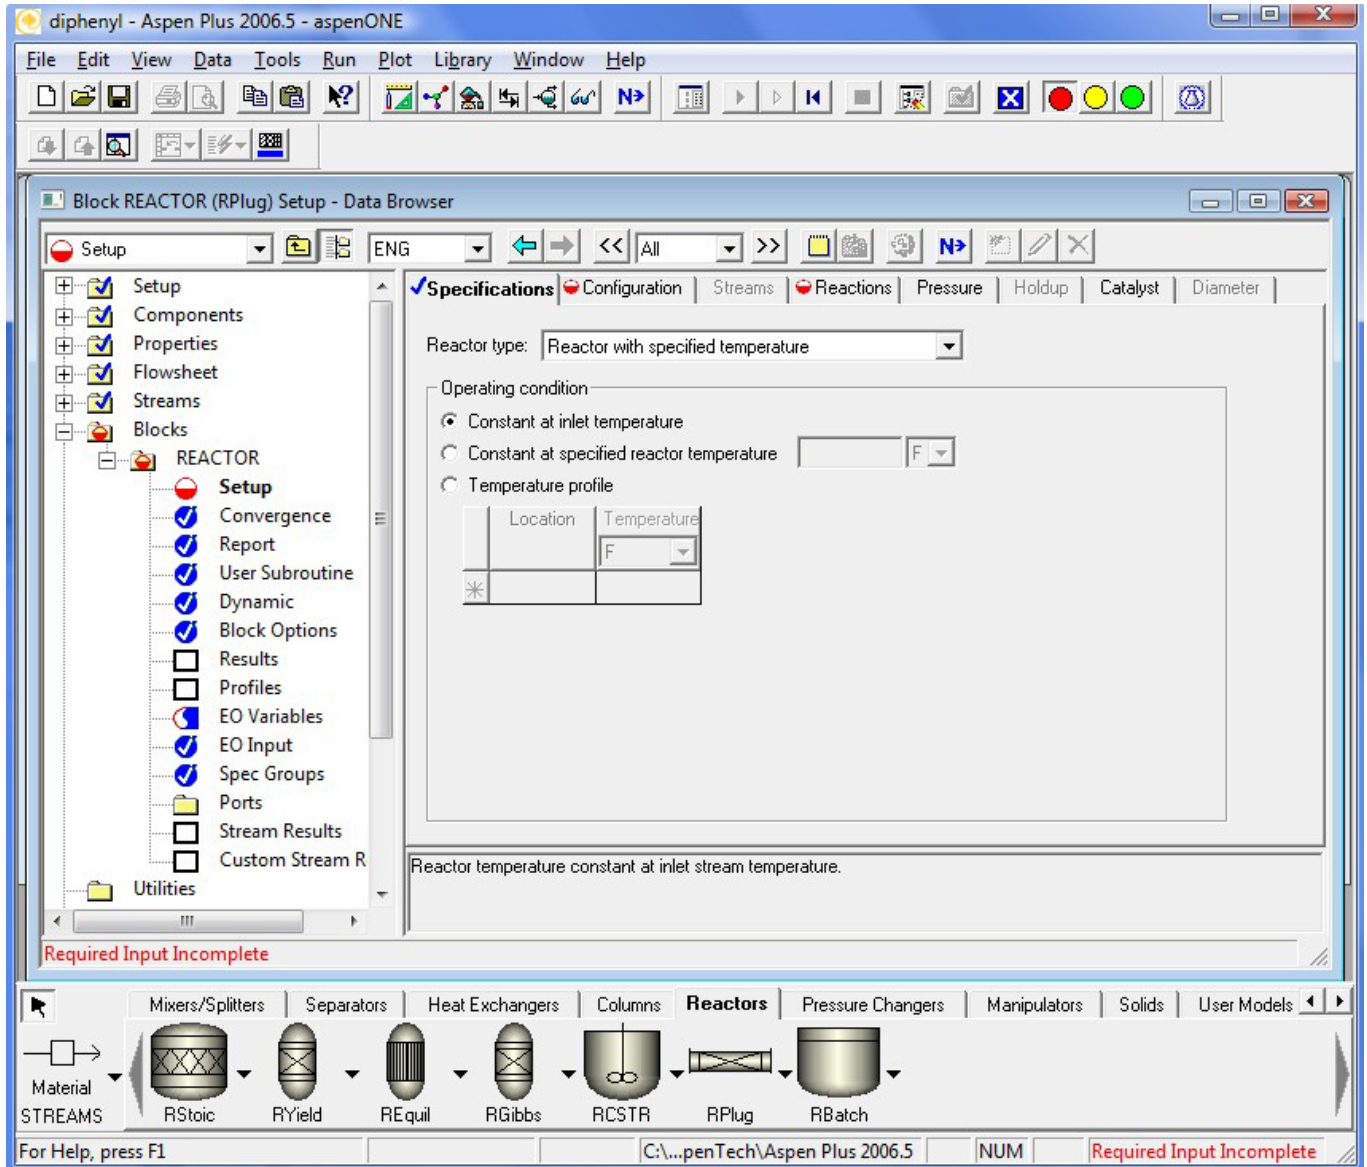 diphenyl - Aspen Plus 2006.5 - aspenONE
File Edit View Data Tools Run Plot Library Window Help
N>
Block REACTOR (RPlug) Setup - Data Browser
Setup ENG << All >> N>
Setup
Components
Properties
Flowsheet
Streams
Blocks
REACTOR
Setup
Convergence
Report
User Subroutine
Dynamic
Block Options
Results
Profiles
EO Variables
EO Input
Spec Groups
Ports
Stream Results
Custom Stream R
Utilities
Specifications Configuration Streams Reactions Pressure Holdup Catalyst Diameter
Reactor type: Reactor with specified temperature
Operating condition
Constant at inlet temperature
Constant at specified reactor temperature F
Temperature profile
Location Temperature
F
Reactor temperature constant at inlet stream temperature.
Required Input Incomplete
Mixers/Splitters Separators Heat Exchangers Columns Reactors Pressure Changers Manipulators Solids User Models
Material
STREAMS RStoic RYield REquil RGibbs RCSTR RPlug RBatch
For Help, press F1 C:\...penTech\Aspen Plus 2006.5 NUM Required Input Incomplete